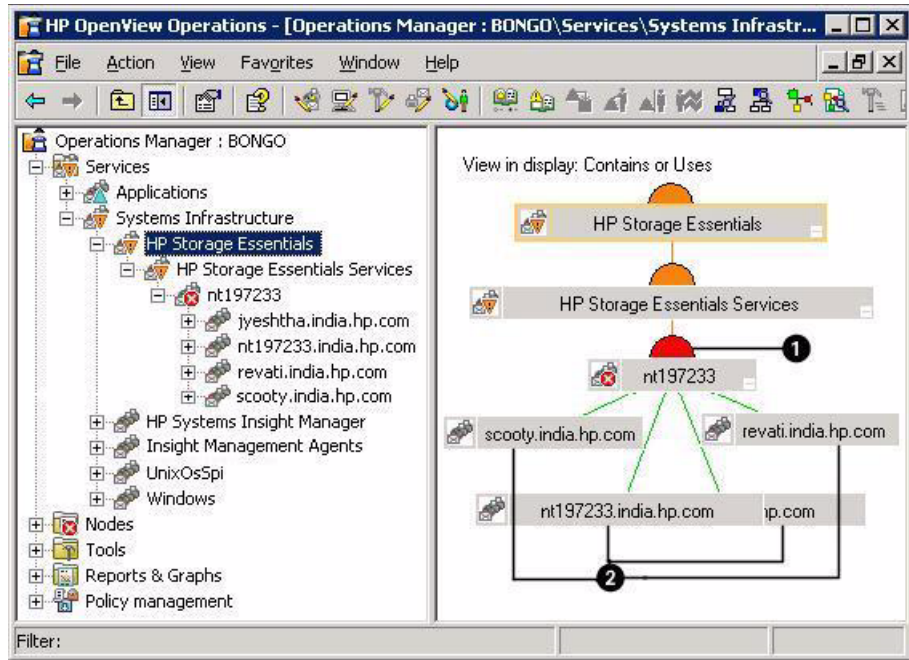 HP OpenView Operations - [Operations Manager : BONGO\Services\Systems Infrastr...
File Action View Favorites Window Help
Operations Manager : BONGO
Services
Applications
Systems Infrastructure
HP Storage Essentials
HP Storage Essentials Services
nt197233
jyeshtha.india.hp.com
nt197233.india.hp.com
revati.india.hp.com
scooty.india.hp.com
HP Systems Insight Manager
Insight Management Agents
UnixOsSpi
Windows
Nodes
Tools
Reports & Graphs
Policy management
View in display: Contains or Uses
HP Storage Essentials
HP Storage Essentials Services
1
nt197233
scooty.india.hp.com
revati.india.hp.com
nt197233.india.hp.com
hp.com
2
Filter: